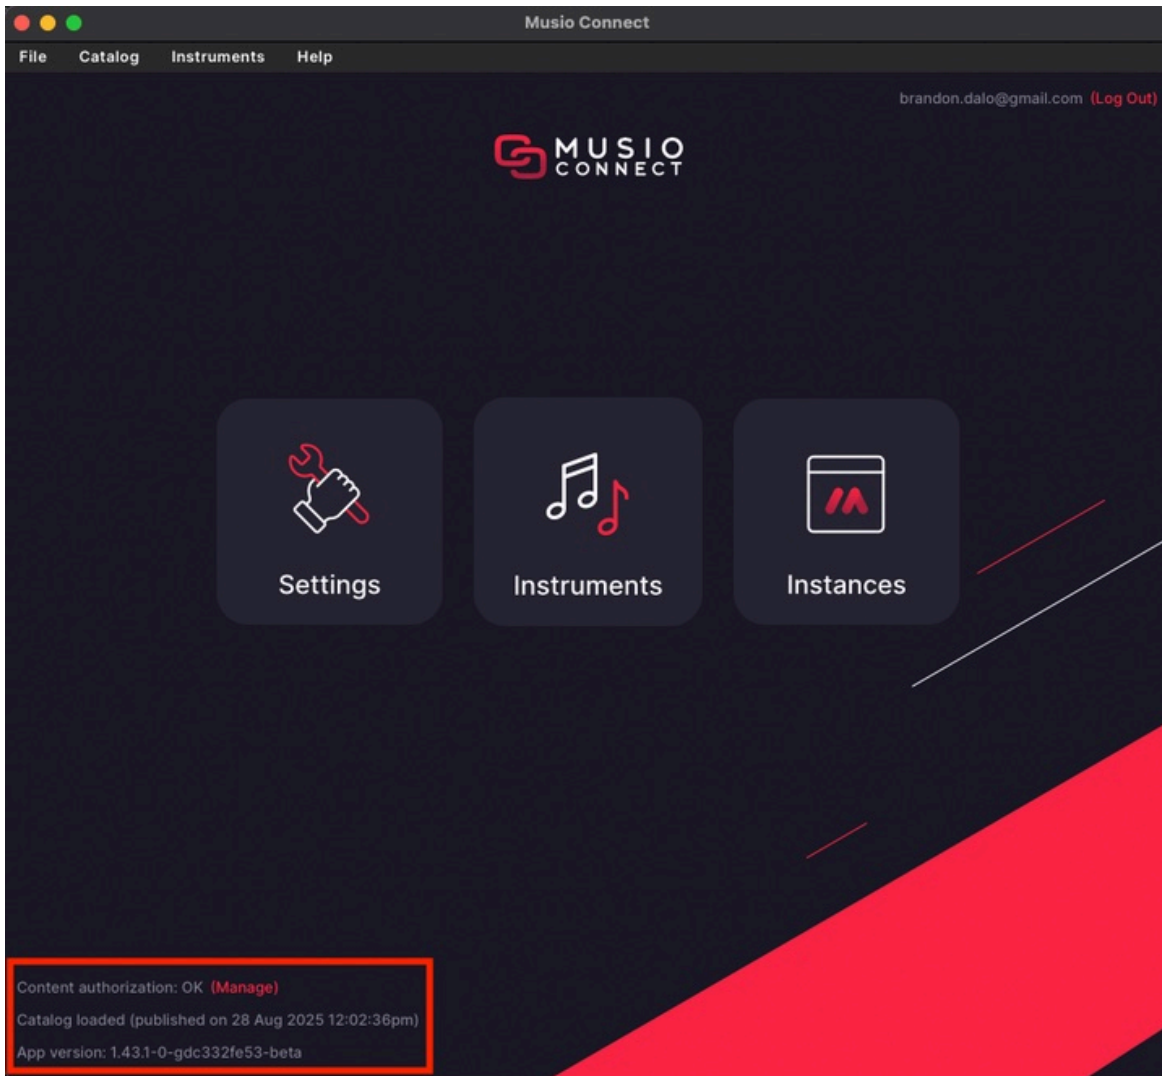 Musio Connect
File Catalog Instruments Help
brandon.dalo@gmail.com (Log Out)
MUSIO
CONNECT
Settings Instruments Instances
Content authorization: OK (Manage)
Catalog loaded (published on 28 Aug 2025 12:02:36pm)
App version: 1.43.1-0-gdc332fe53-beta